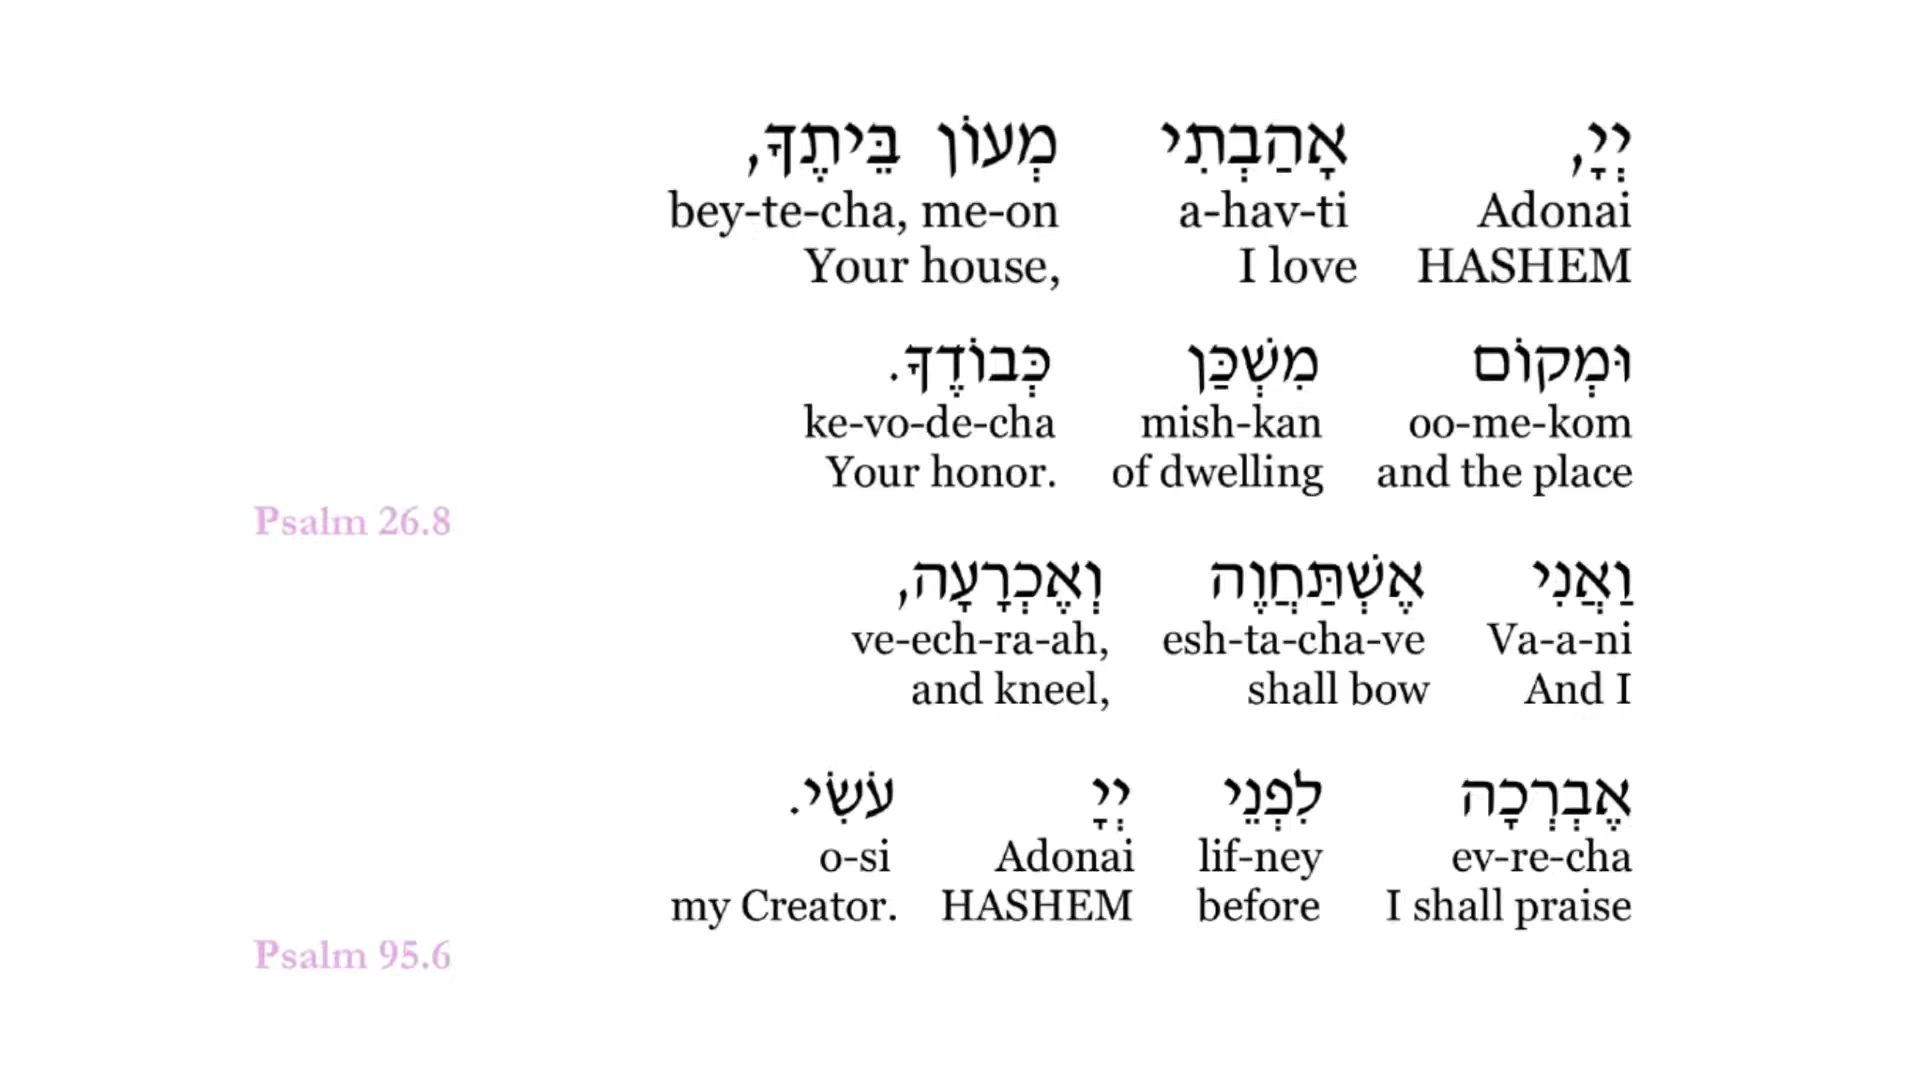 יְיָ, אָהַבְתִּי מְעוֹן בֵּיתֶךָ,
bey-te-cha, me-on a-hav-ti Adonai
Your house, I love HASHEM
וּמְקוֹם מִשְׁכַּן כְּבוֹדֶךָ.
ke-vo-de-cha mish-kan oo-me-kom
Your honor. of dwelling and the place
Psalm 26.8
וַאֲנִי אֶשְׁתַּחֲוֶה וְאֶכְרָעָה,
ve-ech-ra-ah, esh-ta-cha-ve Va-a-ni
and kneel, shall bow And I
אֶבְרְכָה לִפְנֵי יְיָ עֹשִׂי.
o-si Adonai lif-ney ev-re-cha
my Creator. HASHEM before I shall praise
Psalm 95.6